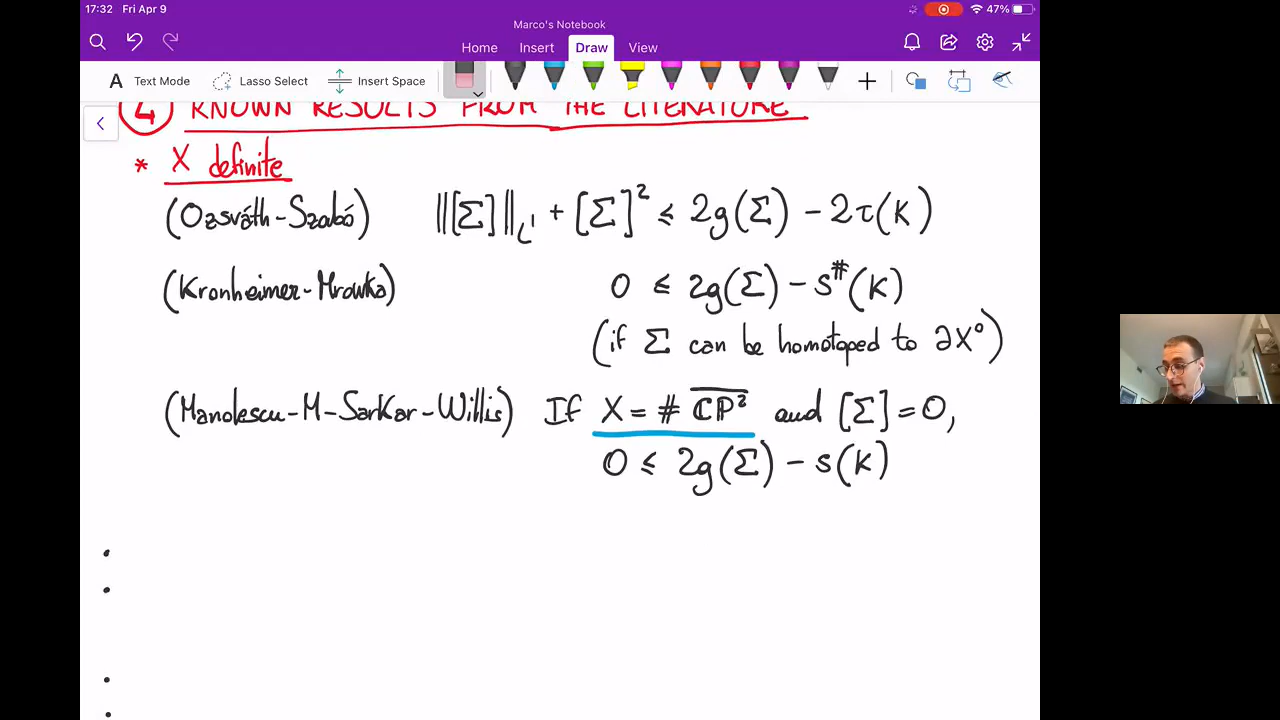 17:32 Fri Apr 9
47%
Marco's Notebook
Home Insert Draw View
Text Mode Lasso Select Insert Space
4 KNOWN RESULTS FROM THE LITERATURE
* X definite
(Ozsváth-Szabó) ||[Σ]||_{L¹} + [Σ]² ≤ 2g(Σ) - 2τ(K)
(Kronheimer-Mrowka) 0 ≤ 2g(Σ) - s^#(K)
(if Σ can be homotoped to ∂X°)
(Manolescu-M-Sarkar-Willis) If X = # \overline{ℂP²} and [Σ] = 0,
0 ≤ 2g(Σ) - s(K)